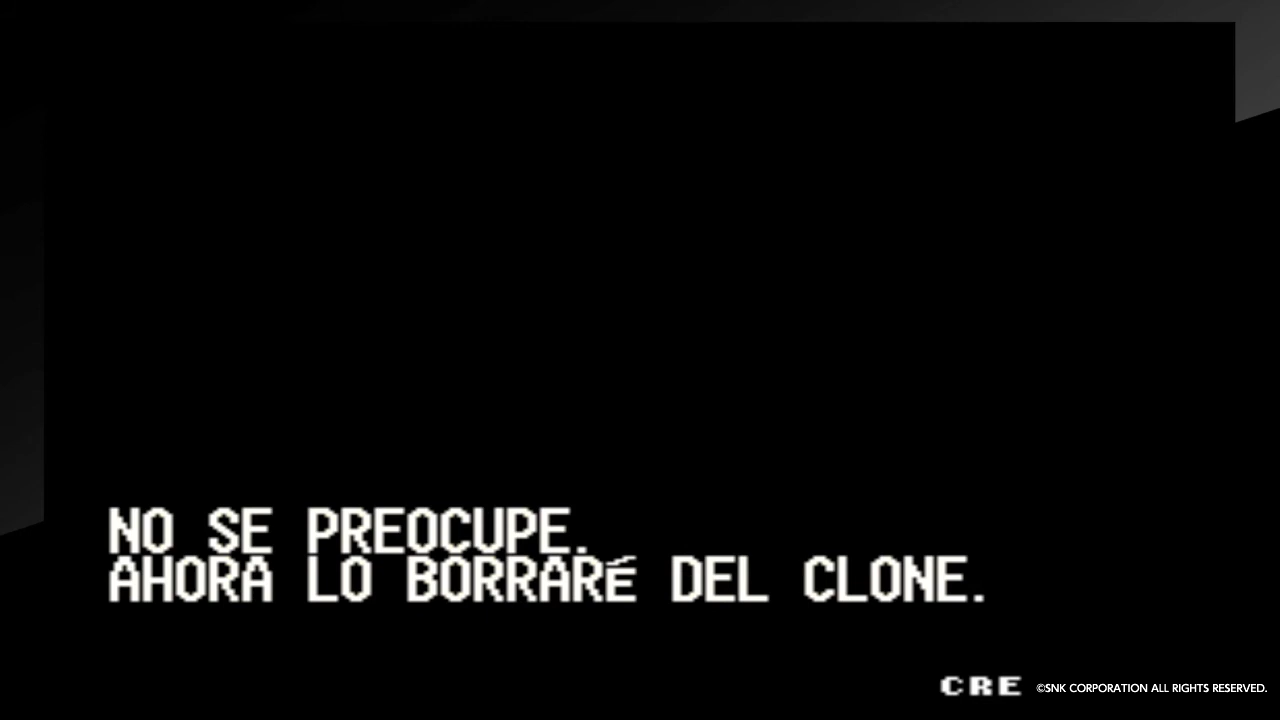 NO SE PREOCUPE.
AHORA LO BORRARÉ DEL CLONE.
CRE
©SNK CORPORATION ALL RIGHTS RESERVED.